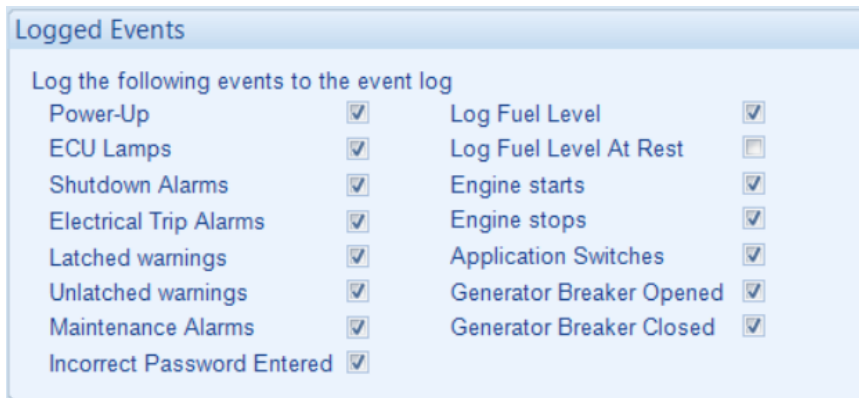 Logged Events
Log the following events to the event log
Power-Up
ECU Lamps
Shutdown Alarms
Electrical Trip Alarms
Latched warnings
Unlatched warnings
Maintenance Alarms
Incorrect Password Entered
Log Fuel Level
Log Fuel Level At Rest
Engine starts
Engine stops
Application Switches
Generator Breaker Opened
Generator Breaker Closed